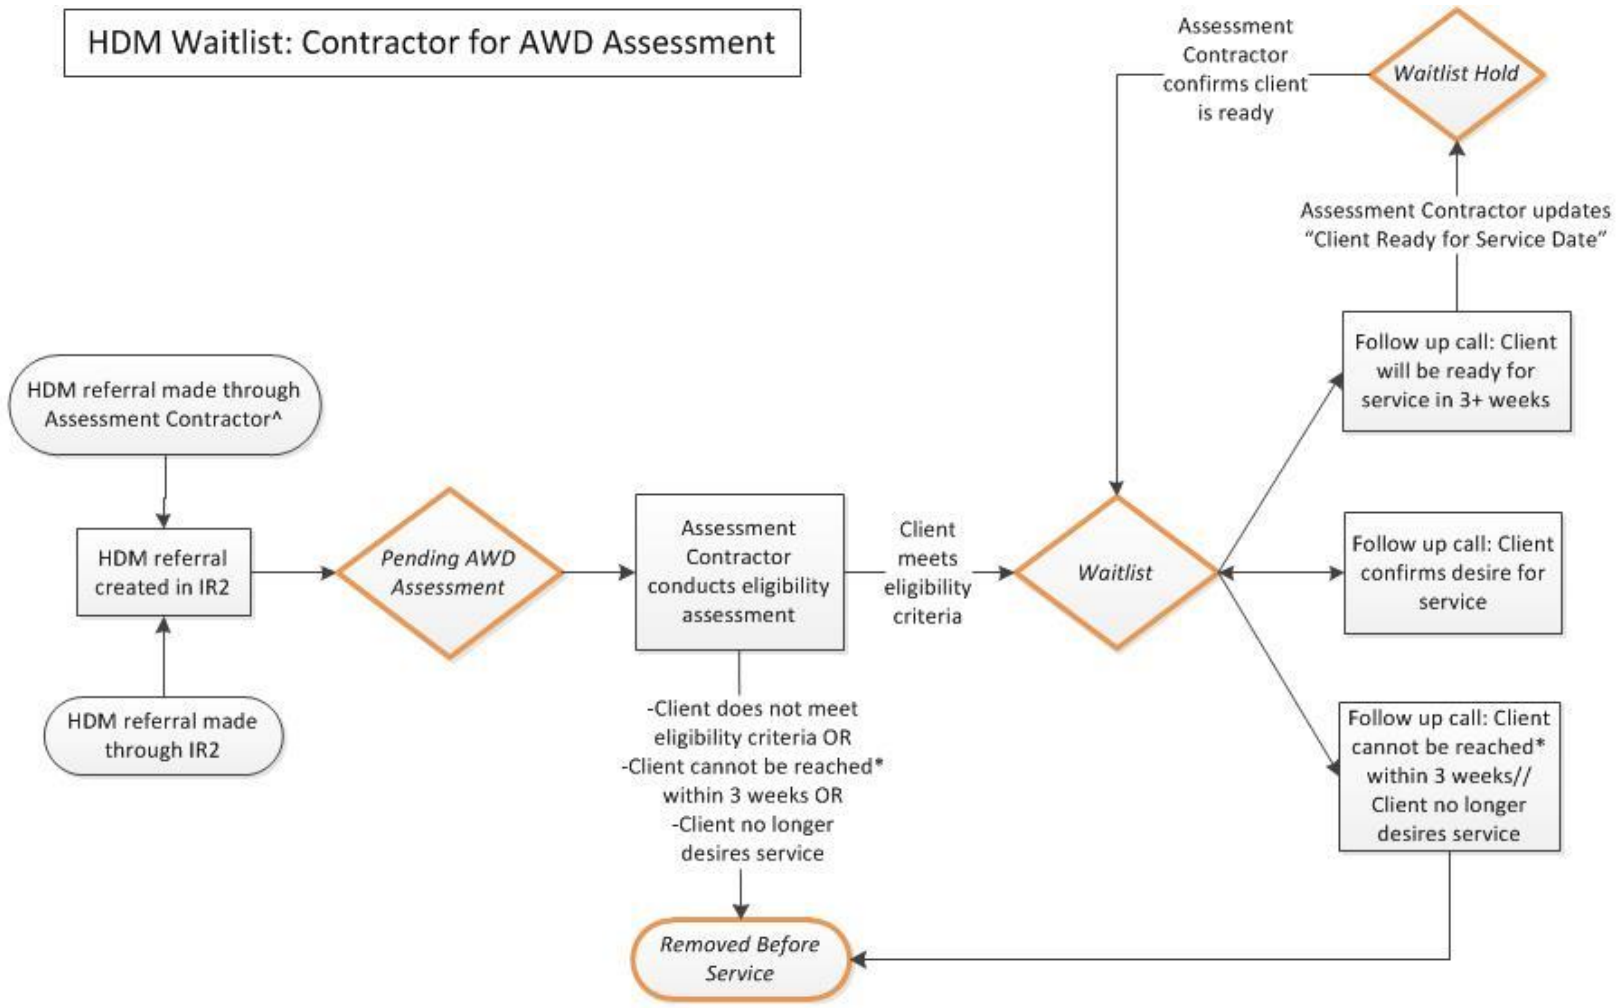 HDM Waitlist: Contractor for AWD Assessment
Assessment
Contractor
confirms client
is ready
Waitlist Hold
Assessment Contractor updates
“Client Ready for Service Date”
Follow up call: Client
will be ready for
service in 3+ weeks
HDM referral made through
Assessment Contractor^
HDM referral
created in IR2
HDM referral made
through IR2
Pending AWD
Assessment
Assessment
Contractor
conducts eligibility
assessment
Client
meets
eligibility
criteria
Waitlist
Follow up call: Client
confirms desire for
service
Follow up call: Client
cannot be reached*
within 3 weeks//
Client no longer
desires service
-Client does not meet
eligibility criteria OR
-Client cannot be reached*
within 3 weeks OR
-Client no longer
desires service
Removed Before
Service